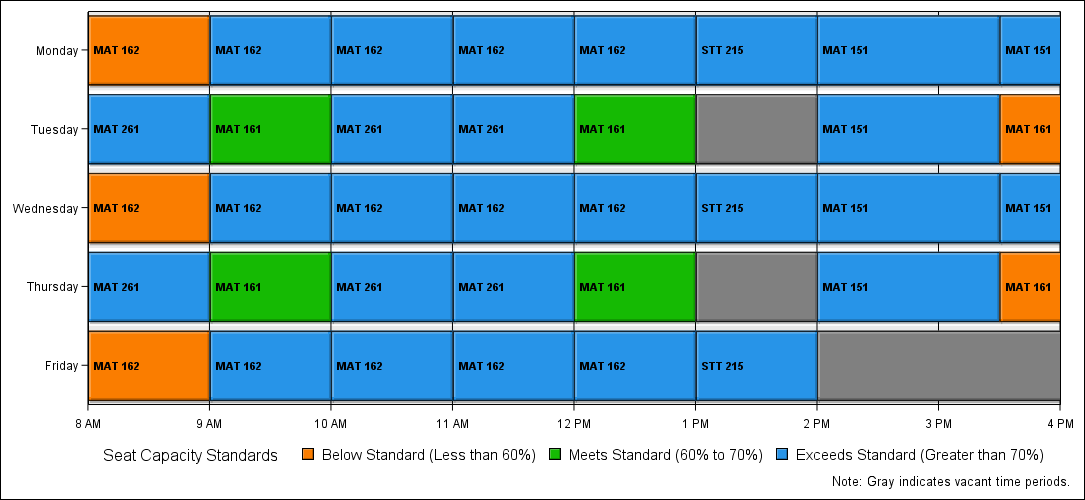 Monday MAT 162 MAT 162 MAT 162 MAT 162 MAT 162 STT 215 MAT 151 MAT 151
Tuesday MAT 261 MAT 161 MAT 261 MAT 261 MAT 161 MAT 151 MAT 161
Wednesday MAT 162 MAT 162 MAT 162 MAT 162 MAT 162 STT 215 MAT 151 MAT 151
Thursday MAT 261 MAT 161 MAT 261 MAT 261 MAT 161 MAT 151 MAT 161
Friday MAT 162 MAT 162 MAT 162 MAT 162 MAT 162 STT 215
8 AM 9 AM 10 AM 11 AM 12 PM 1 PM 2 PM 3 PM 4 PM
Seat Capacity Standards Below Standard (Less than 60%) Meets Standard (60% to 70%) Exceeds Standard (Greater than 70%)
Note: Gray indicates vacant time periods.